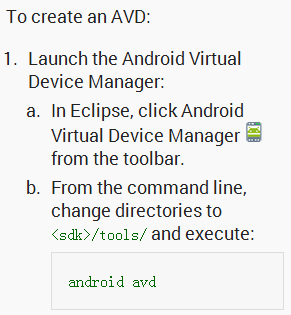 To create an AVD:
1. Launch the Android Virtual
Device Manager:
a. In Eclipse, click Android
Virtual Device Manager
from the toolbar.
b. From the command line,
change directories to
<sdk>/tools/ and execute:
android avd